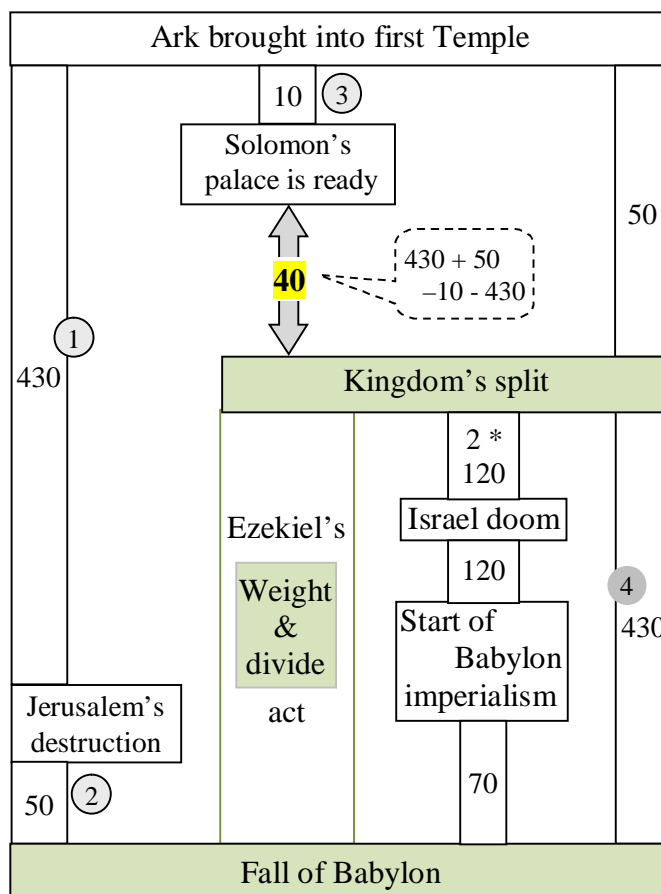 Ark brought into first Temple
10
3
Solomon's
palace is ready
50
40
430 + 50
–10 - 430
1
430
Kingdom's split
2 *
120
Israel doom
120
Ezekiel's
Weight
&
divide
act
Start of
Babylon
imperialism
4
430
Jerusalem's
destruction
70
50
2
Fall of Babylon